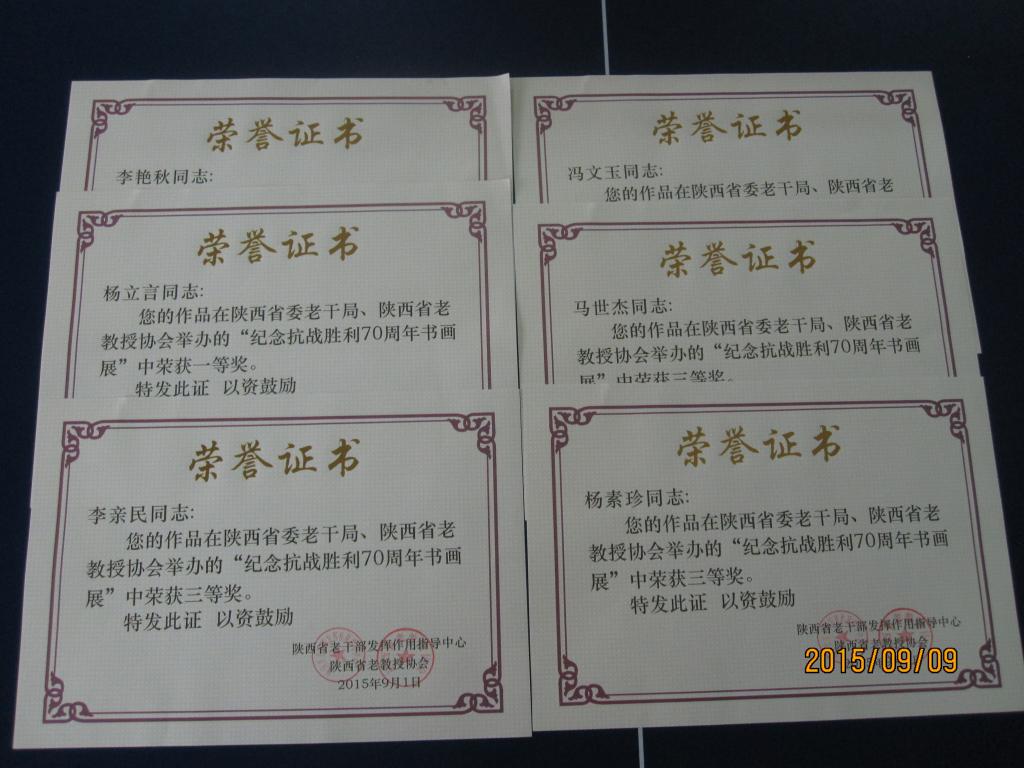 荣誉证书
李艳秋同志:
荣誉证书
冯文玉同志:
您的作品在陕西省委老干局、陕西省老
荣誉证书
杨立言同志:
您的作品在陕西省委老干局、陕西省老
教授协会举办的“纪念抗战胜利70周年书画
展”中荣获一等奖。
特发此证 以资鼓励
荣誉证书
马世杰同志:
您的作品在陕西省委老干局、陕西省老
教授协会举办的“纪念抗战胜利70周年书画
展”中荣获三等奖。
荣誉证书
李亲民同志:
您的作品在陕西省委老干局、陕西省老
教授协会举办的“纪念抗战胜利70周年书画
展”中荣获三等奖。
特发此证 以资鼓励
陕西省老干部发挥作用指导中心
陕西省老教授协会
2015年9月1日
荣誉证书
杨素珍同志:
您的作品在陕西省委老干局、陕西省老
教授协会举办的“纪念抗战胜利70周年书画
展”中荣获三等奖。
特发此证 以资鼓励
陕西省老干部发挥作用指导中心
陕西省老教授协会
2015/09/09